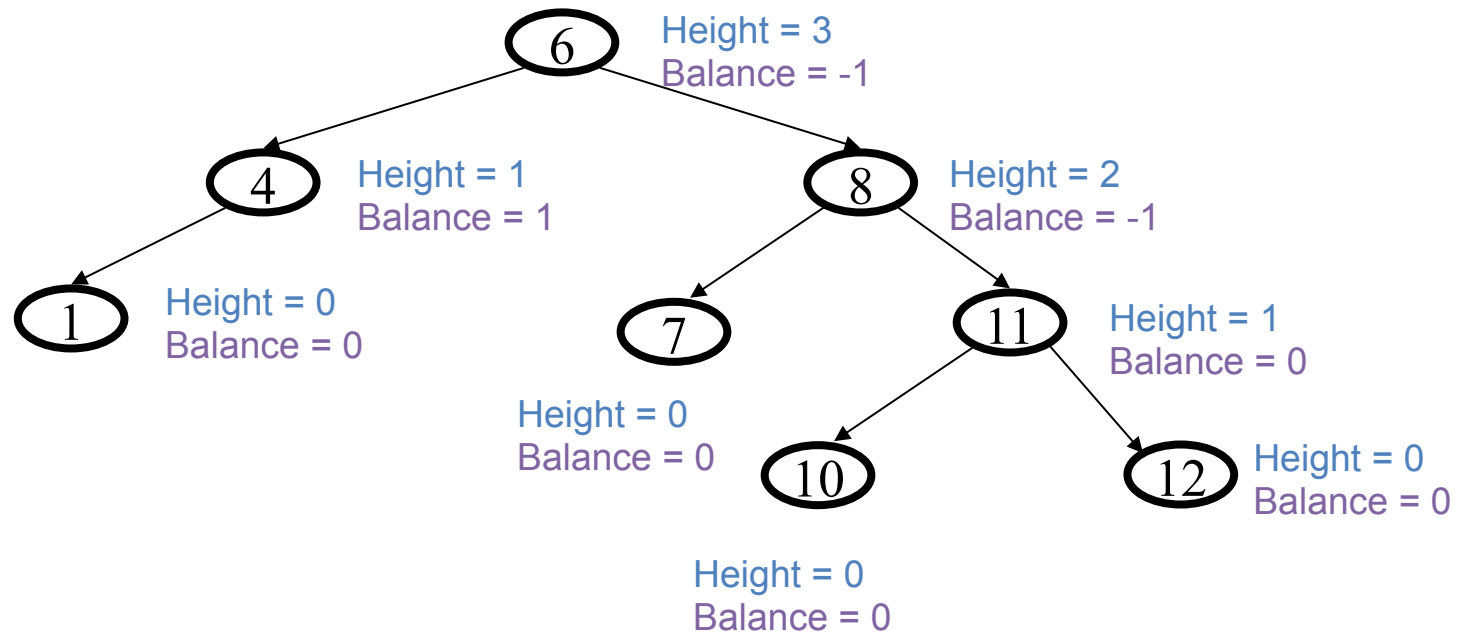 6
Height = 3
Balance = -1
4
Height = 1
Balance = 1
8
Height = 2
Balance = -1
1
Height = 0
Balance = 0
7
Height = 0
Balance = 0
11
Height = 1
Balance = 0
10
Height = 0
Balance = 0
12
Height = 0
Balance = 0